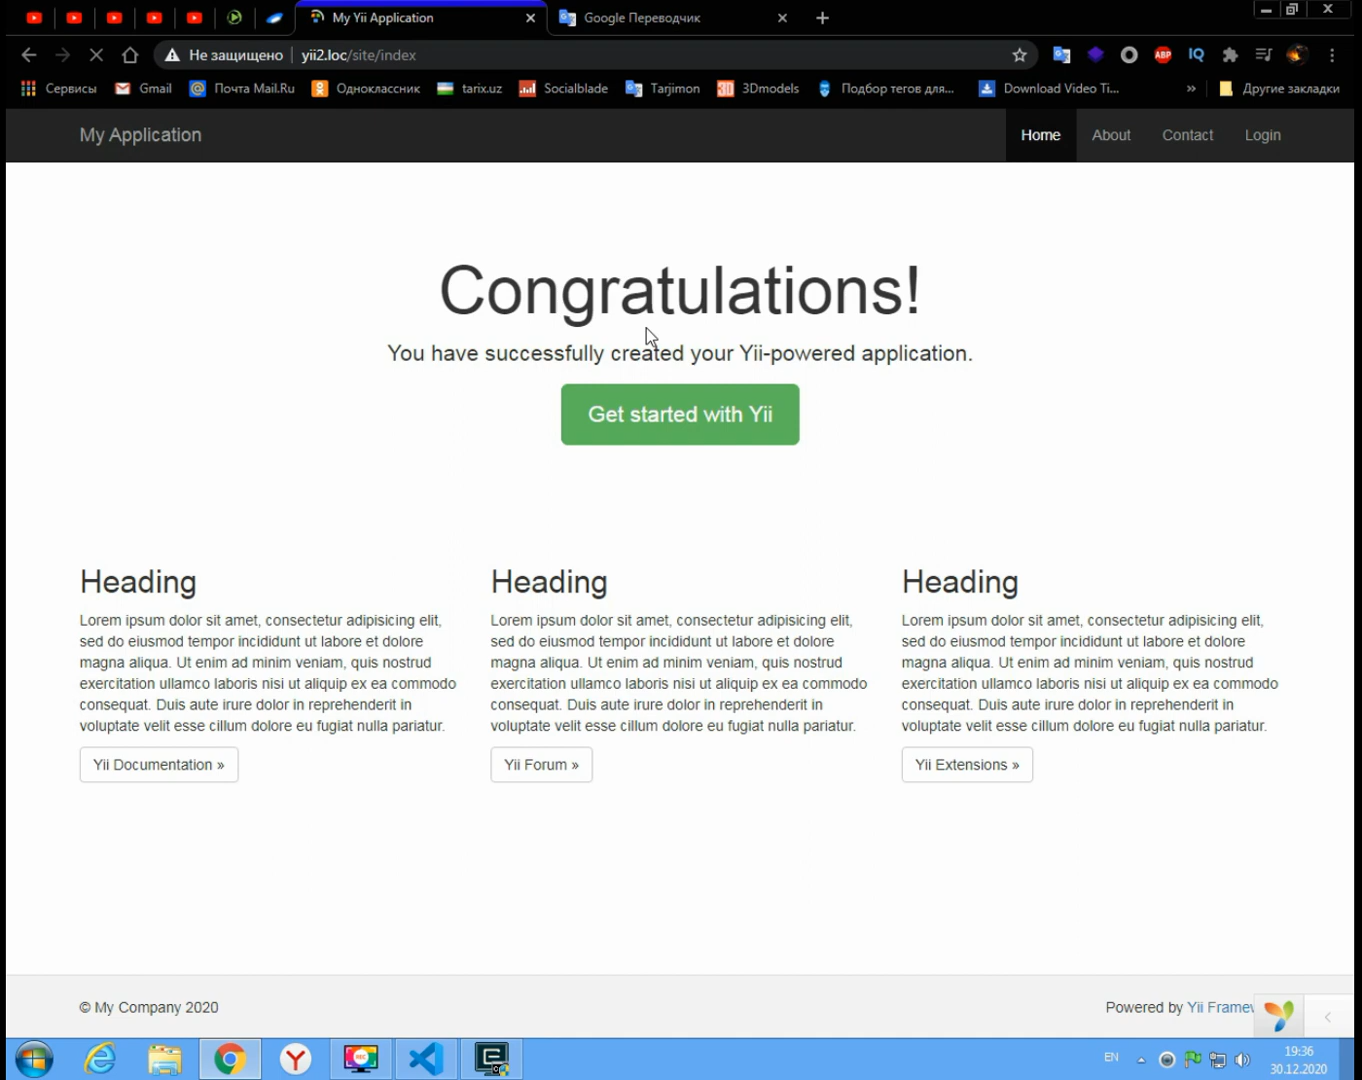 My Yii Application
Google Переводчик
Не защищено
yii2.loc/site/index
ABP
IQ
Сервисы
Gmail
Почта Mail.Ru
Одноклассник
tarix.uz
Socialblade
Tarjimon
3D
3Dmodels
Подбор тегов для...
Download Video Ti...
»
Другие закладки
My Application
Home
About
Contact
Login
Congratulations!
You have successfully created your Yii-powered application.
Get started with Yii
Heading
Lorem ipsum dolor sit amet, consectetur adipisicing elit,
sed do eiusmod tempor incididunt ut labore et dolore
magna aliqua. Ut enim ad minim veniam, quis nostrud
exercitation ullamco laboris nisi ut aliquip ex ea commodo
consequat. Duis aute irure dolor in reprehenderit in
voluptate velit esse cillum dolore eu fugiat nulla pariatur.
Yii Documentation »
Heading
Lorem ipsum dolor sit amet, consectetur adipisicing elit,
sed do eiusmod tempor incididunt ut labore et dolore
magna aliqua. Ut enim ad minim veniam, quis nostrud
exercitation ullamco laboris nisi ut aliquip ex ea commodo
consequat. Duis aute irure dolor in reprehenderit in
voluptate velit esse cillum dolore eu fugiat nulla pariatur.
Yii Forum »
Heading
Lorem ipsum dolor sit amet, consectetur adipisicing elit,
sed do eiusmod tempor incididunt ut labore et dolore
magna aliqua. Ut enim ad minim veniam, quis nostrud
exercitation ullamco laboris nisi ut aliquip ex ea commodo
consequat. Duis aute irure dolor in reprehenderit in
voluptate velit esse cillum dolore eu fugiat nulla pariatur.
Yii Extensions »
© My Company 2020
Powered by Yii Framew
REC
EN
19:36
30.12.2020